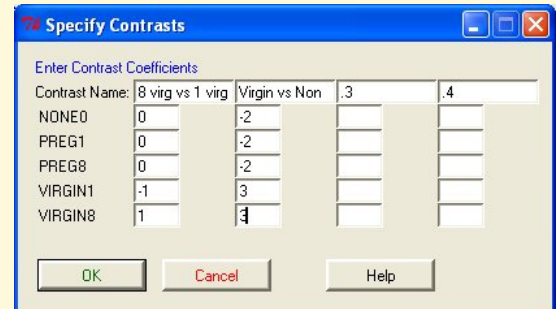 Specify Contrasts
Enter Contrast Coefficients
Contrast Name: 8 virg vs 1 virg Virgin vs Non .3 .4
NONE0 0 -2
PREG1 0 -2
PREG8 0 -2
VIRGIN1 -1 3
VIRGIN8 1 3
OK Cancel Help